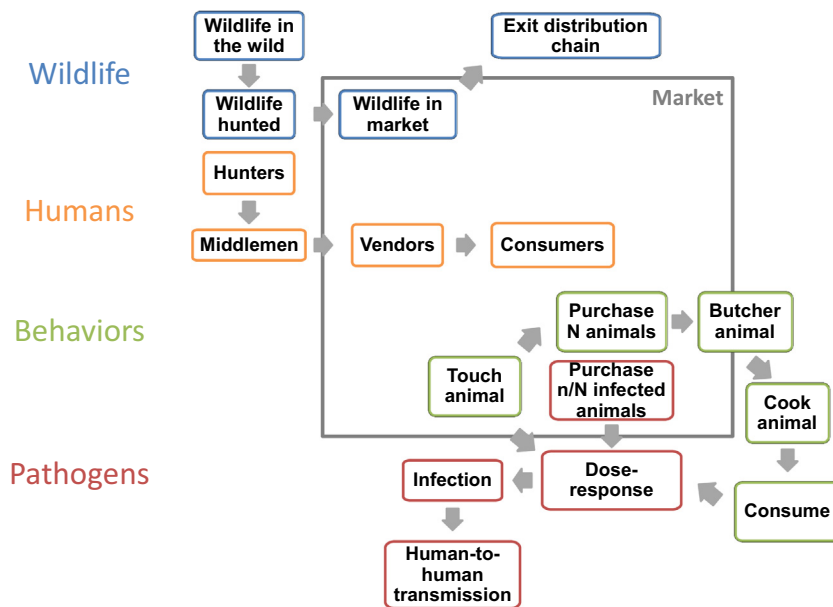 Wildlife in
the wild
Exit distribution
chain
Wildlife
Market
Wildlife
hunted
Wildlife in
market
Hunters
Humans
Middlemen
Vendors
Consumers
Behaviors
Purchase
N animals
Butcher
animal
Touch
animal
Purchase
n/N infected
animals
Cook
animal
Pathogens
Infection
Dose-
response
Consume
Human-to-
human
transmission